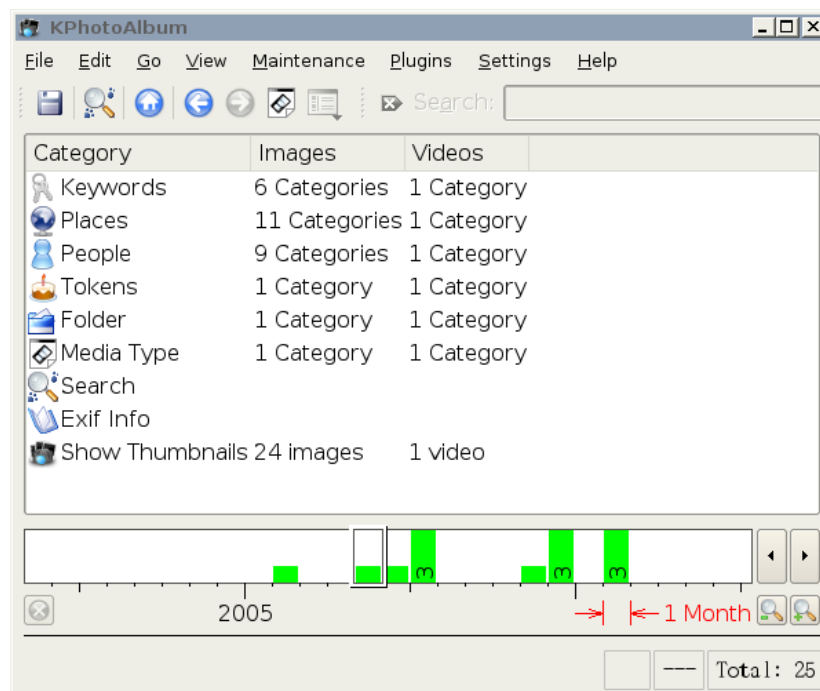 KPhotoAlbum
File Edit Go View Maintenance Plugins Settings Help
Search:
Category Images Videos
Keywords 6 Categories 1 Category
Places 11 Categories 1 Category
People 9 Categories 1 Category
Tokens 1 Category 1 Category
Folder 1 Category 1 Category
Media Type 1 Category 1 Category
Search
Exif Info
Show Thumbnails 24 images 1 video
3 3 3
2005 1 Month
--- Total: 25